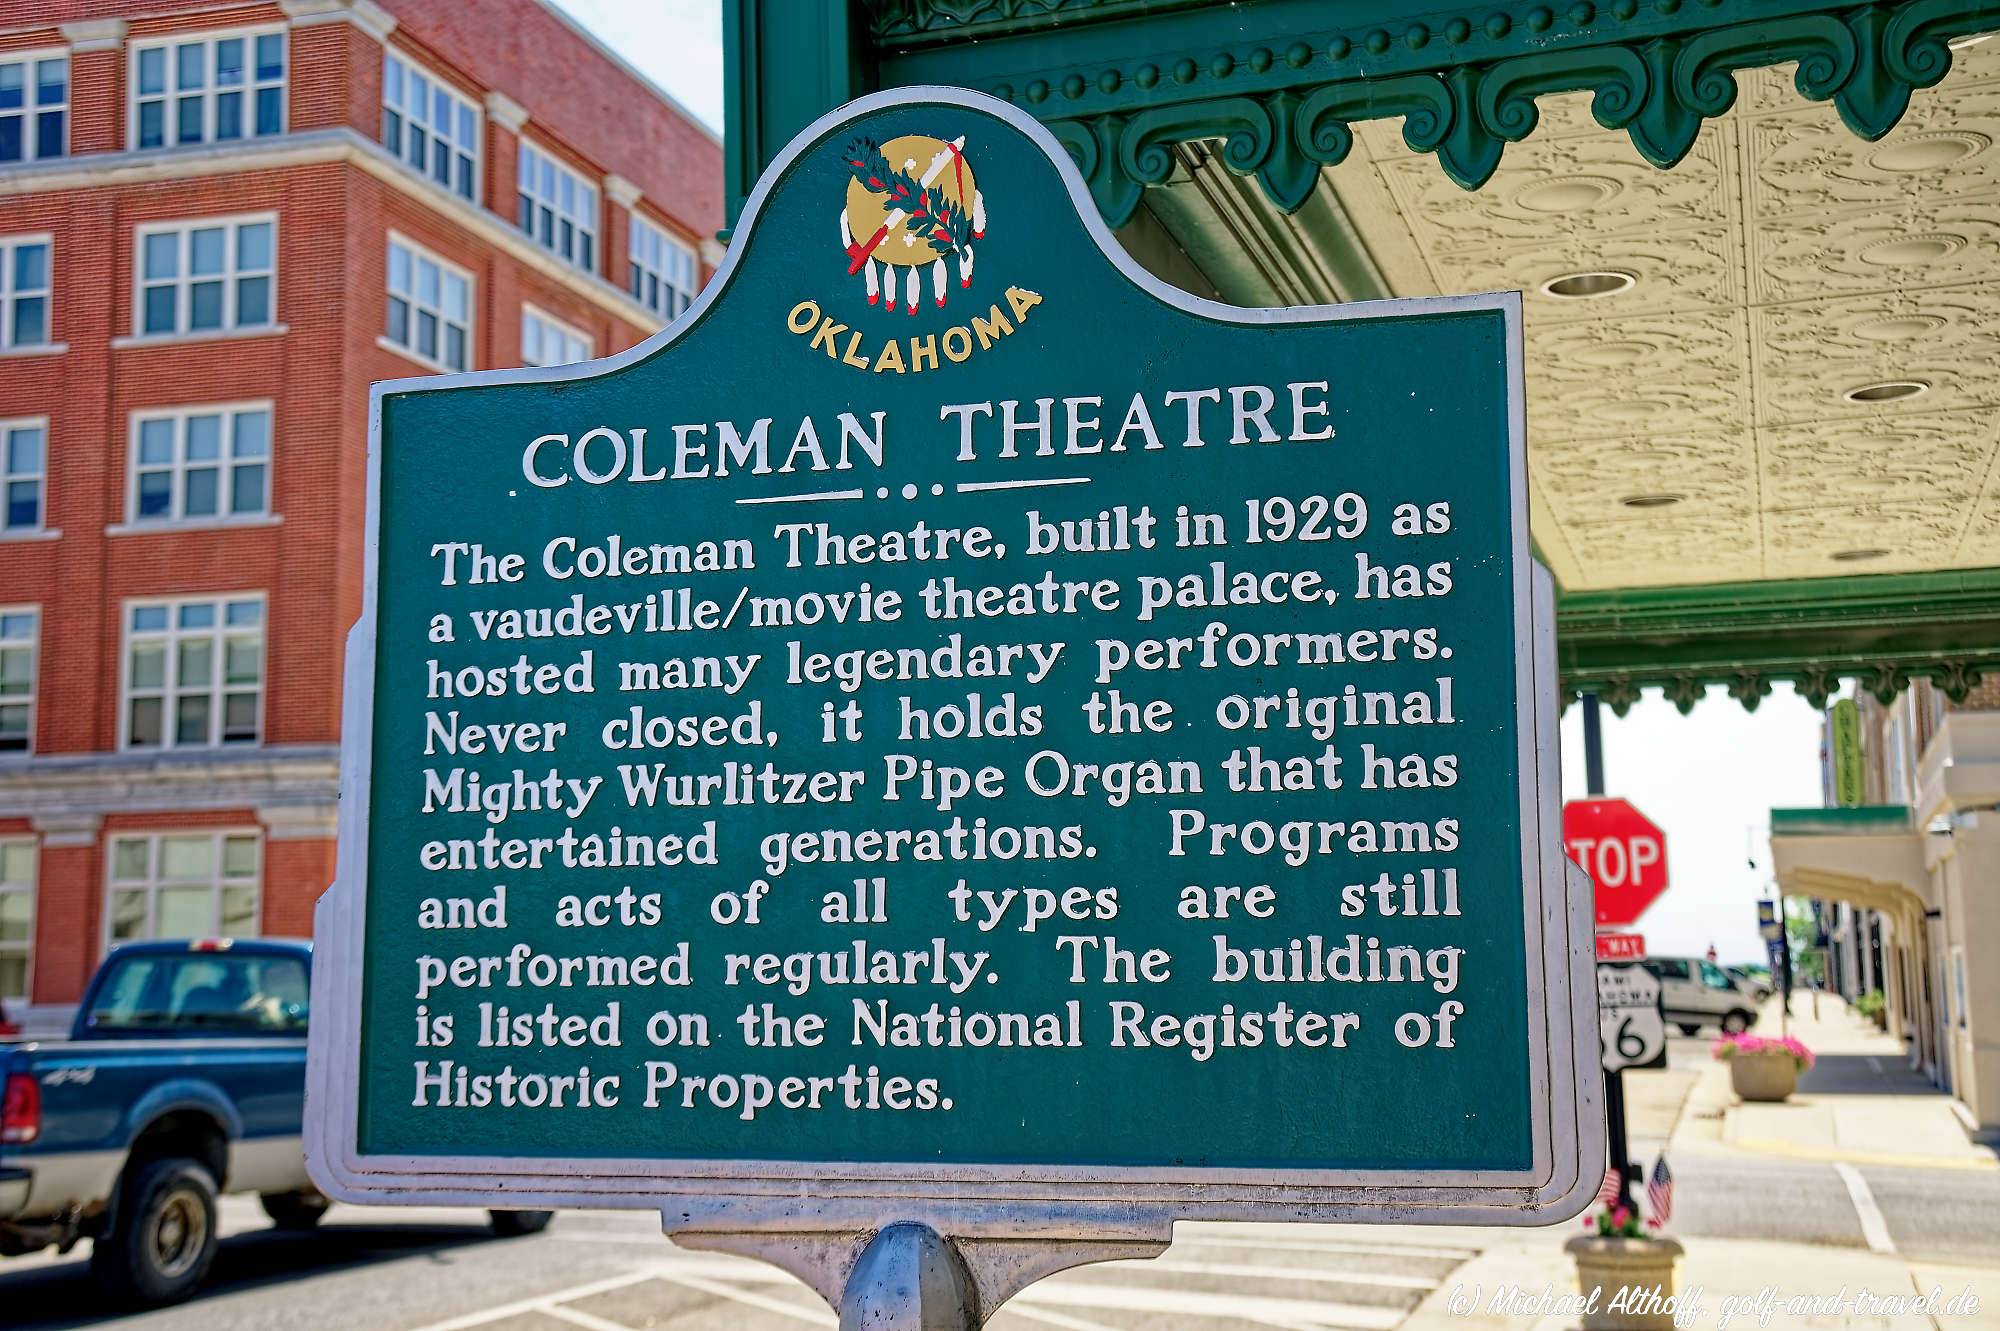 OKLAHOMA
COLEMAN THEATRE
The Coleman Theatre, built in 1929 as
a vaudeville/movie theatre palace, has
hosted many legendary performers.
Never closed, it holds the original
Mighty Wurlitzer Pipe Organ that has
entertained generations. Programs
and acts of all types are still
performed regularly. The building
is listed on the National Register of
Historic Properties.
STOP
WAY
6
4x4
(c) Michael Althoff, golf-and-travel.de